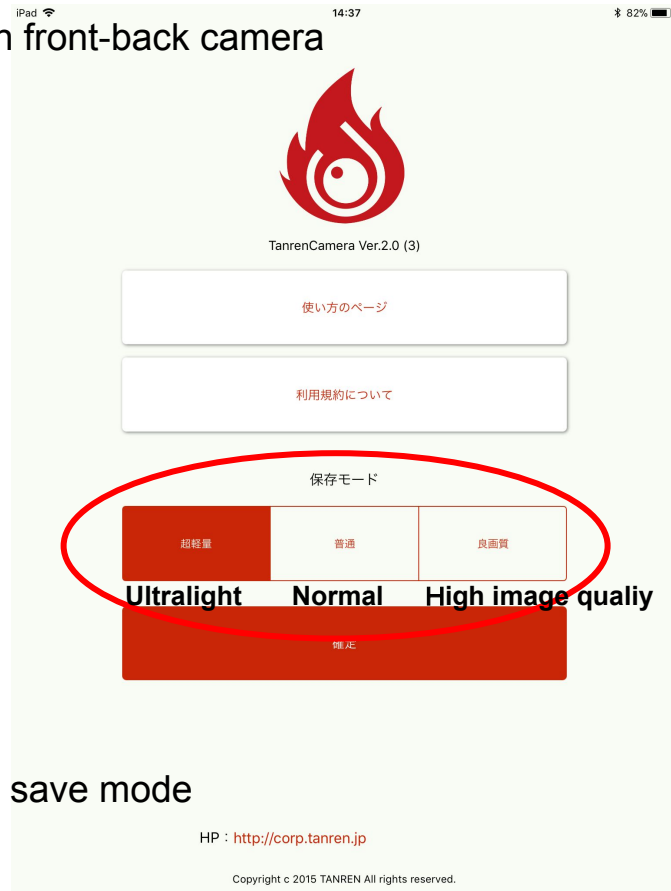 iPad 14:37 82%
n front-back camera
TanrenCamera Ver.2.0 (3)
使い方のページ
利用規約について
保存モード
超軽量 普通 良画質
Ultralight Normal High image qualiy
確定
save mode
HP：http://corp.tanren.jp
Copyright c 2015 TANREN All rights reserved.